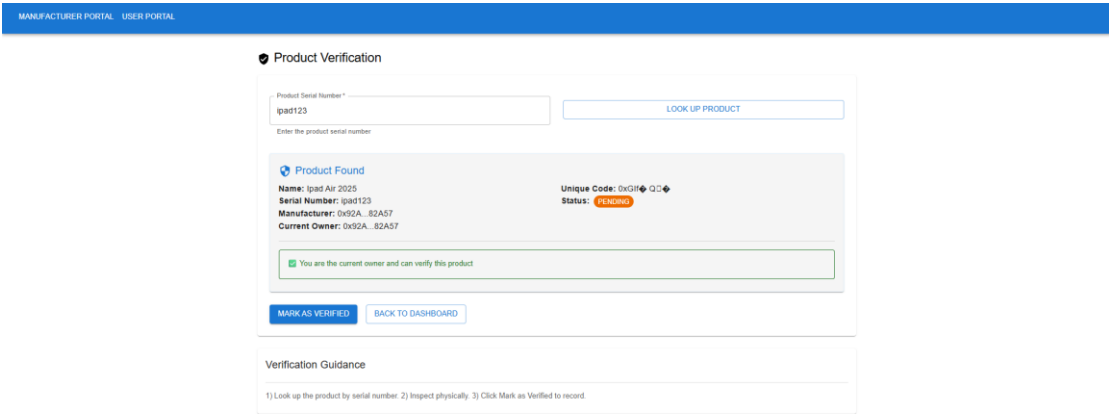 MANUFACTURER PORTAL USER PORTAL
Product Verification
Product Serial Number *
ipad123
LOOK UP PRODUCT
Enter the product serial number
Product Found
Name: Ipad Air 2025
Serial Number: ipad123
Manufacturer: 0x92A...82A57
Current Owner: 0x92A...82A57
Unique Code: 0xGIf� Q▯�
Status: PENDING
You are the current owner and can verify this product
MARK AS VERIFIED BACK TO DASHBOARD
Verification Guidance
1) Look up the product by serial number. 2) Inspect physically. 3) Click Mark as Verified to record.